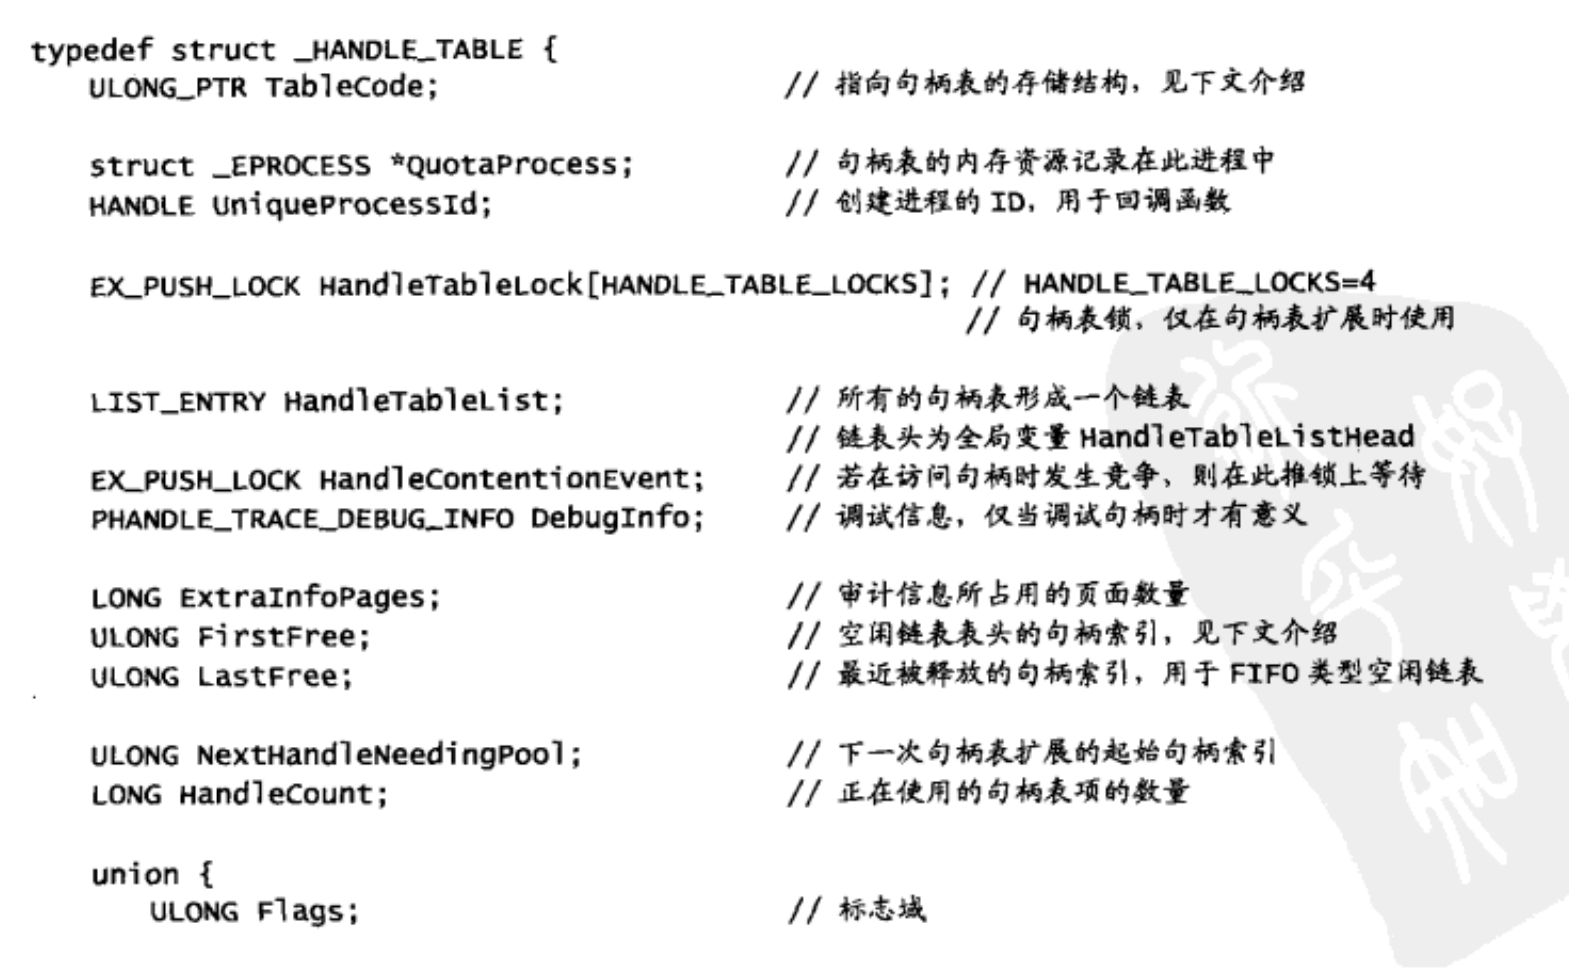 typedef struct _HANDLE_TABLE {
ULONG_PTR TableCode; // 指向句柄表的存储结构，见下文介绍
struct _EPROCESS *QuotaProcess; // 句柄表的内存资源记录在此进程中
HANDLE UniqueProcessId; // 创建进程的 ID，用于回调函数
EX_PUSH_LOCK HandleTableLock[HANDLE_TABLE_LOCKS]; // HANDLE_TABLE_LOCKS=4
// 句柄表锁，仅在句柄表扩展时使用
LIST_ENTRY HandleTableList; // 所有的句柄表形成一个链表
// 链表头为全局变量 HandleTableListHead
EX_PUSH_LOCK HandleContentionEvent; // 若在访问句柄时发生竞争，则在此推锁上等待
PHANDLE_TRACE_DEBUG_INFO DebugInfo; // 调试信息，仅当调试句柄时才有意义
LONG ExtraInfoPages; // 审计信息所占用的页面数量
ULONG FirstFree; // 空闲链表表头的句柄索引，见下文介绍
ULONG LastFree; // 最近被释放的句柄索引，用于 FIFO 类型空闲链表
ULONG NextHandleNeedingPool; // 下一次句柄表扩展的起始句柄索引
LONG HandleCount; // 正在使用的句柄表项的数量
union {
ULONG Flags; // 标志域